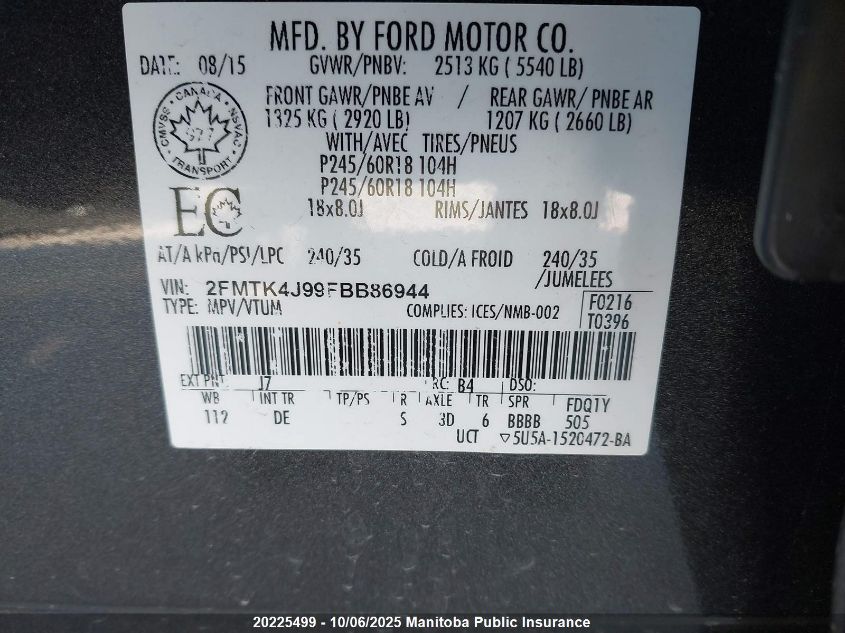 MFD. BY FORD MOTOR CO.
DATE: 08/15 GVWR/PNBV: 2513 KG ( 5540 LB)
FRONT GAWR/PNBE AV / REAR GAWR/ PNBE AR
1325 KG ( 2920 LB) 1207 KG ( 2660 LB)
WITH/AVEC TIRES/PNEUS
P245/60R18 104H
P245/60R18 104H
18x8.0J RIMS/JANTES 18x8.0J
CANADA
CMVSS NSVAC
TRANSPORT
EC
AT/A kPa/PSI/LPC 240/35 COLD/A FROID 240/35
/JUMELEES
VIN: 2FMTK4J99FBB86944
TYPE: MPV/VTUM COMPLIES: ICES/NMB-002
F0216
T0396
EXT PNT: J7 RC: B4 DSO:
WB INT TR TP/PS R AXLE TR SPR FDQ1Y
112 DE S 3D 6 BBBB 505
UCT ▽5U5A-1520472-BA
20225499 - 10/06/2025 Manitoba Public Insurance